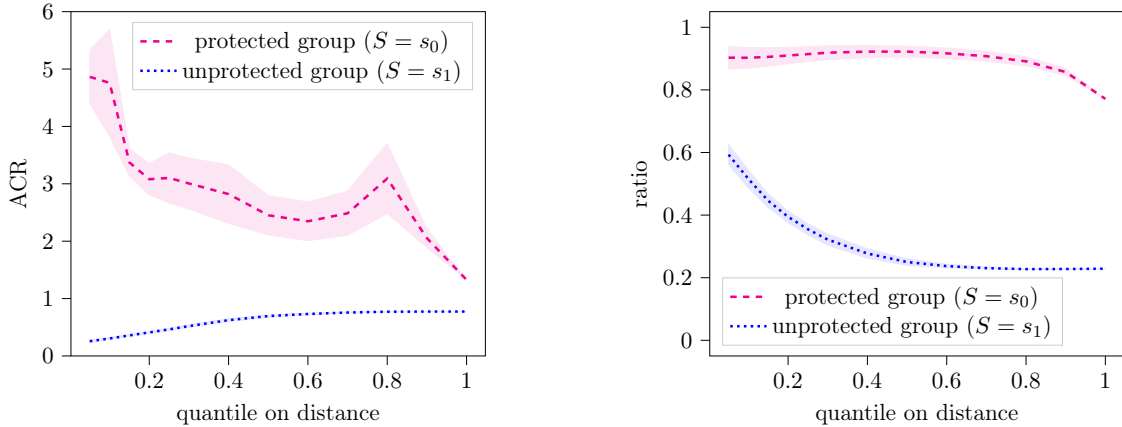 6
5
4
3
2
1
0
ACR
protected group (S = s₀)
unprotected group (S = s₁)
0.2 0.4 0.6 0.8 1
quantile on distance
1
0.8
0.6
0.4
0.2
0
ratio
protected group (S = s₀)
unprotected group (S = s₁)
0.2 0.4 0.6 0.8 1
quantile on distance